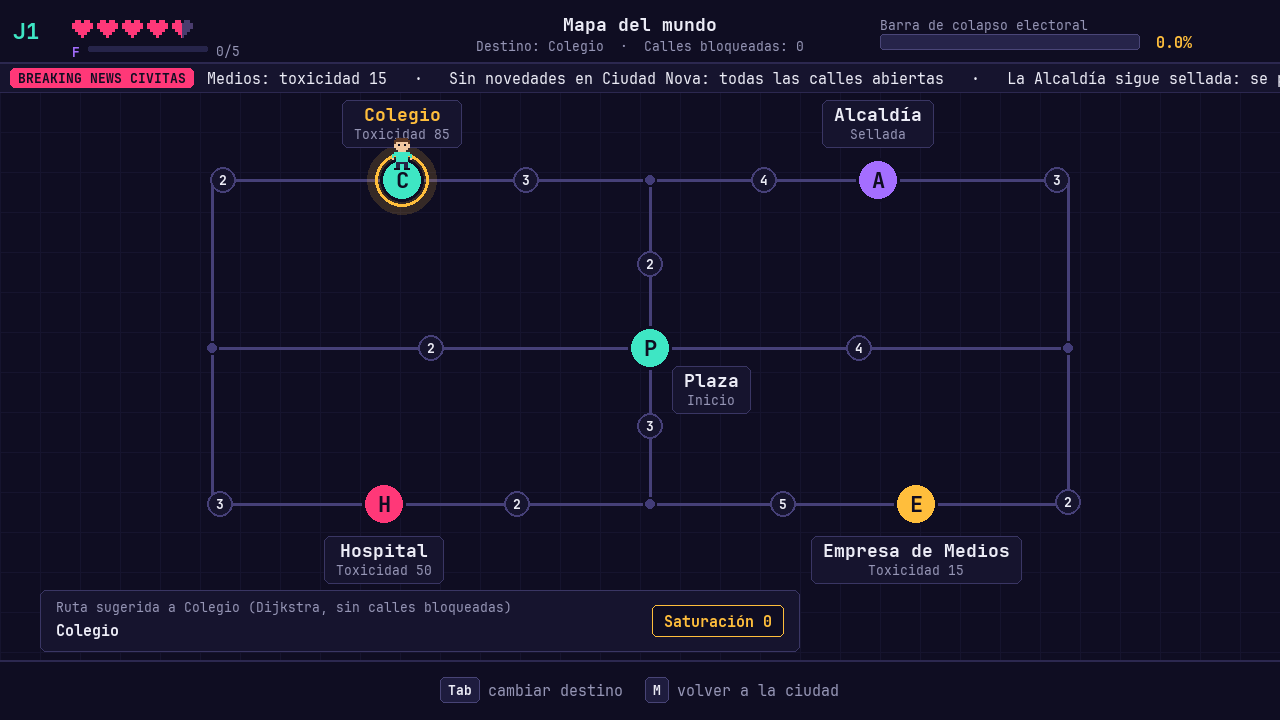 J1
F
0/5
Mapa del mundo
Destino: Colegio · Calles bloqueadas: 0
Barra de colapso electoral
0.0%
BREAKING NEWS CIVITAS
Medios: toxicidad 15 · Sin novedades en Ciudad Nova: todas las calles abiertas · La Alcaldía sigue sellada: se
Colegio
Toxicidad 85
Alcaldía
Sellada
2
C
3
4
A
3
2
2
P
4
Plaza
Inicio
3
3
H
2
5
E
2
Hospital
Toxicidad 50
Empresa de Medios
Toxicidad 15
Ruta sugerida a Colegio (Dijkstra, sin calles bloqueadas)
Colegio
Saturación 0
Tab cambiar destino
M volver a la ciudad